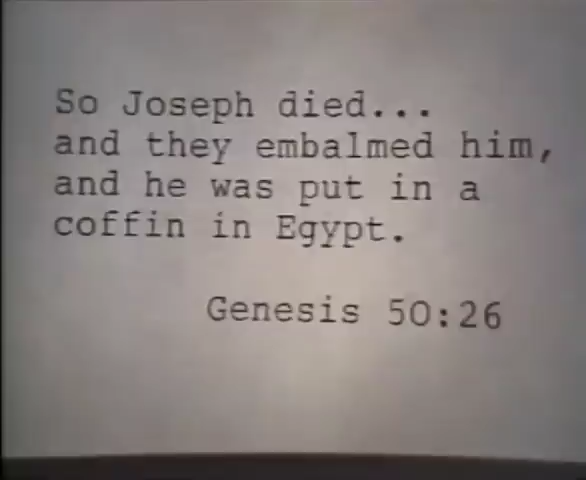 So Joseph died...
and they embalmed him,
and he was put in a
coffin in Egypt.
Genesis 50:26